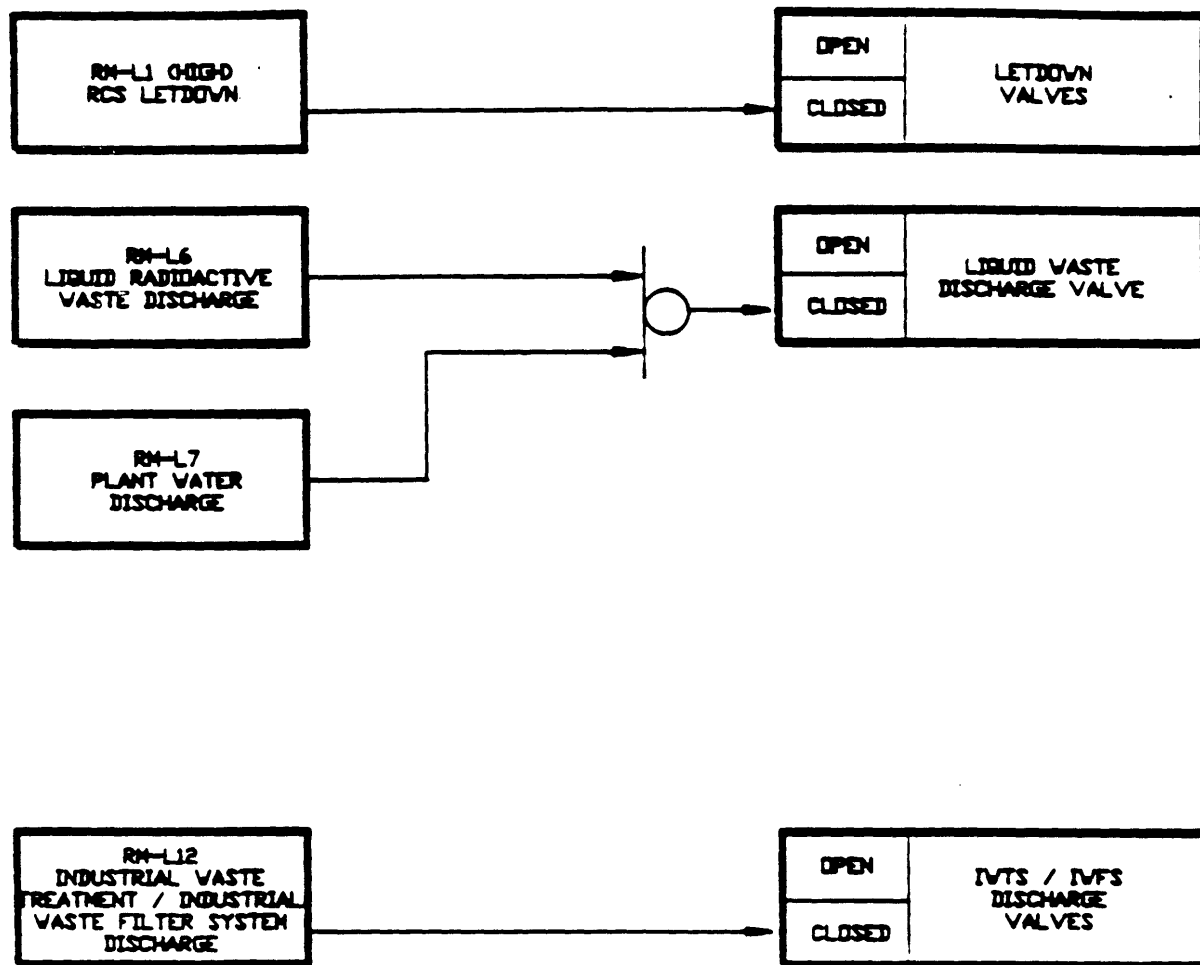 RM-L1 (HIGH)
RCS LETDOWN
OPEN
CLOSED
LETDOWN
VALVES
RM-L6
LIQUID RADIOACTIVE
WASTE DISCHARGE
OPEN
CLOSED
LIQUID WASTE
DISCHARGE VALVE
RM-L7
PLANT WATER
DISCHARGE
RM-L12
INDUSTRIAL WASTE
TREATMENT / INDUSTRIAL
WASTE FILTER SYSTEM
DISCHARGE
OPEN
CLOSED
IWTS / IWFS
DISCHARGE
VALVES